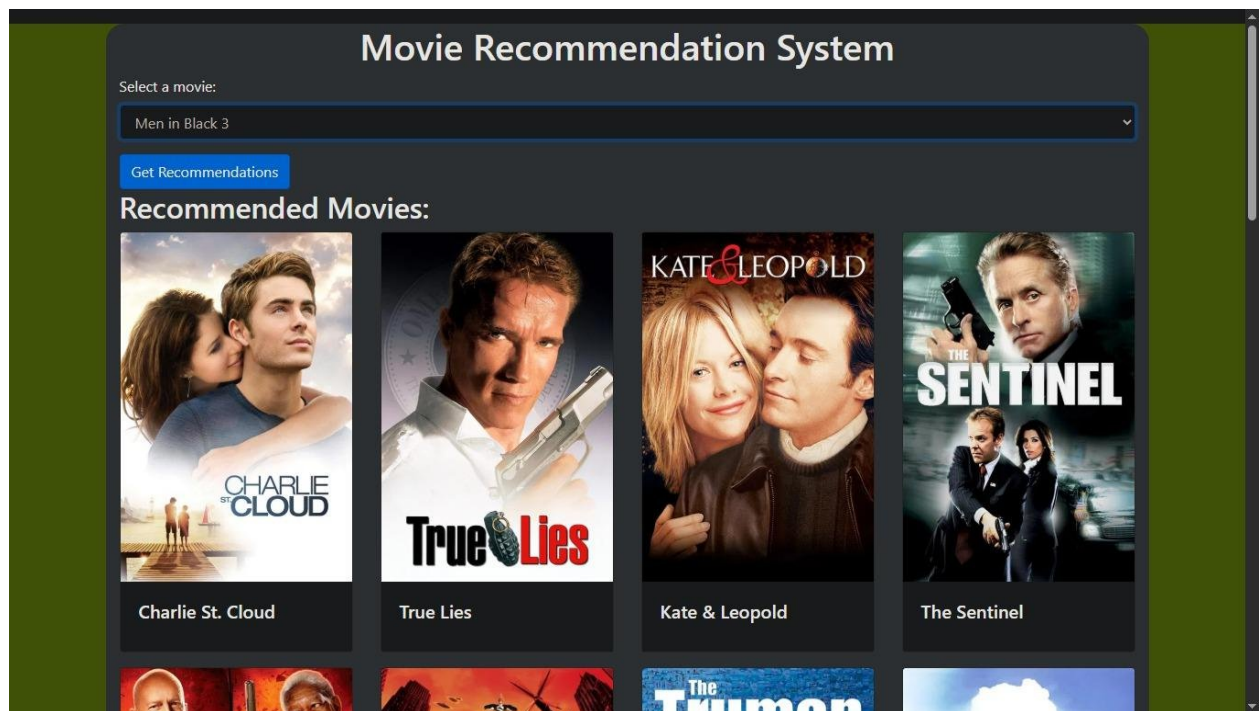 Movie Recommendation System
Select a movie:
Men in Black 3
Get Recommendations
Recommended Movies:
CHARLIE
ST. CLOUD
True Lies
KATE & LEOPOLD
THE
SENTINEL
Charlie St. Cloud
True Lies
Kate & Leopold
The Sentinel
The
Truman